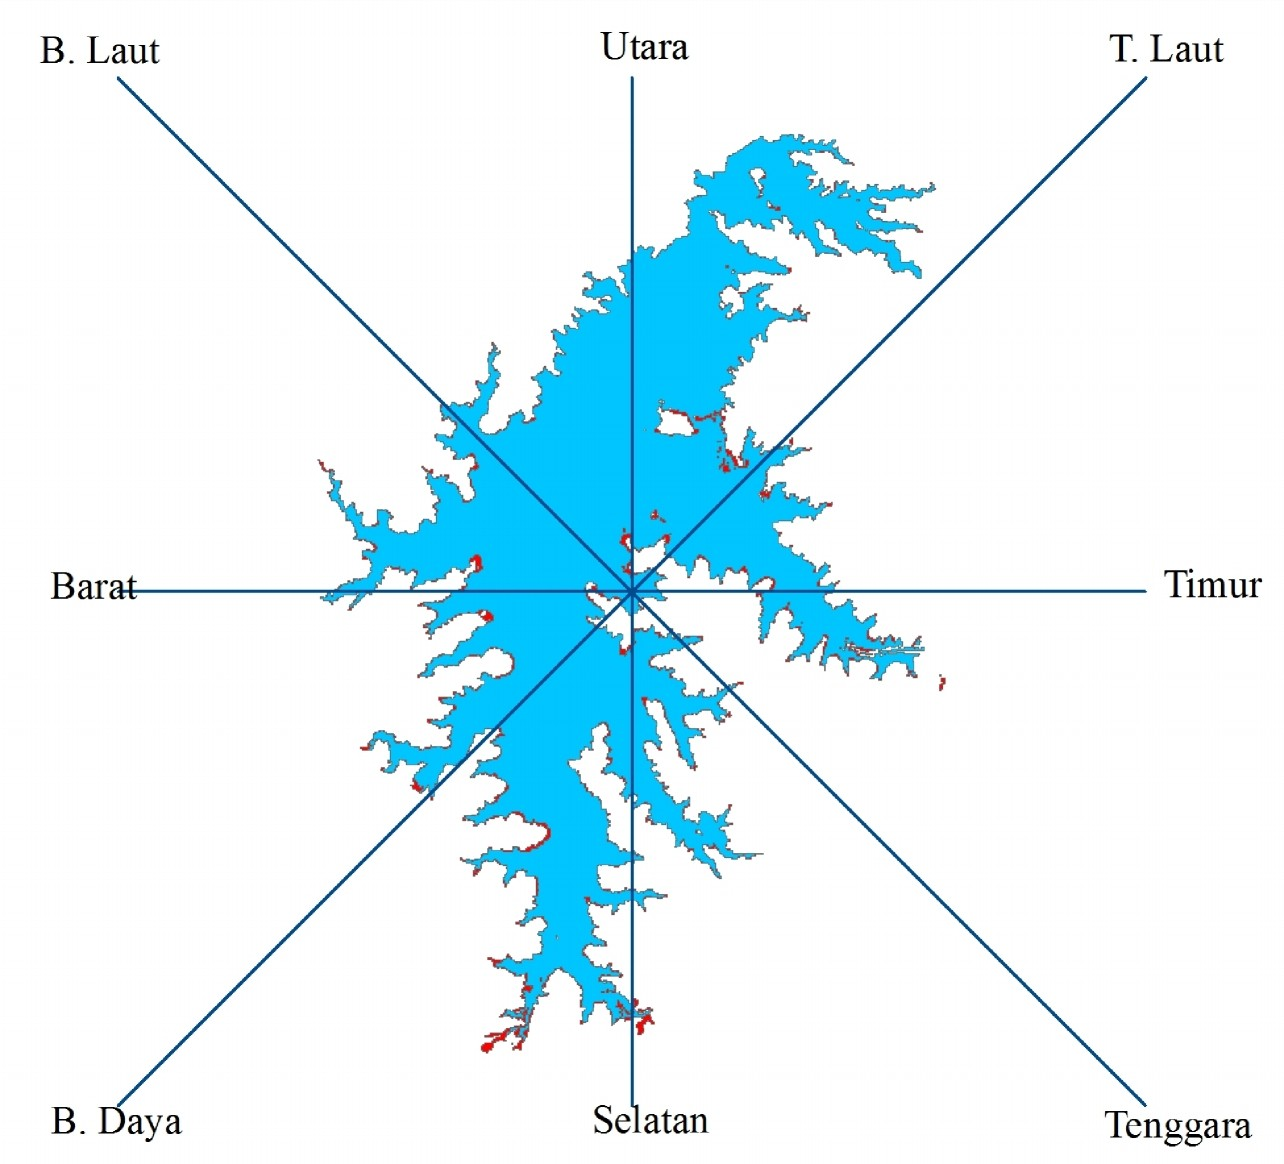 B. Laut
Utara
T. Laut
Barat
Timur
B. Daya
Selatan
Tenggara